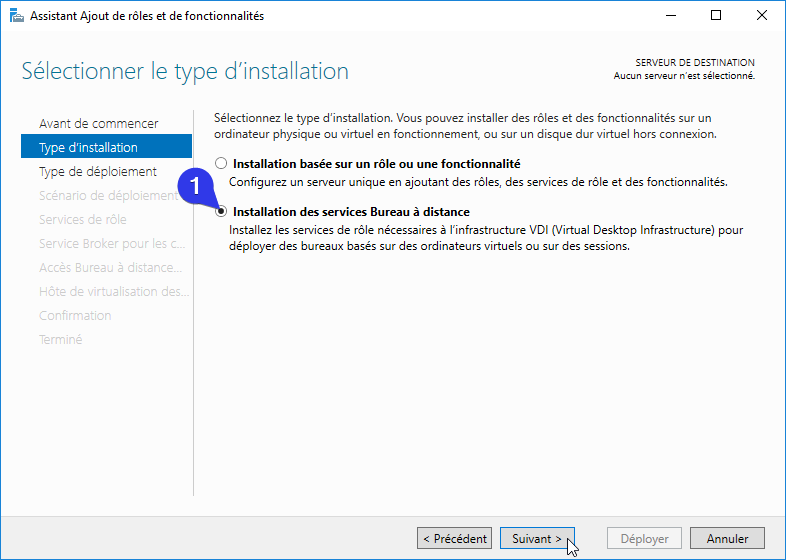 Assistant Ajout de rôles et de fonctionnalités
Sélectionner le type d’installation
SERVEUR DE DESTINATION
Aucun serveur n’est sélectionné.
Avant de commencer
Type d’installation
Type de déploiement
Scénario de déploiement
Services de rôle
Service Broker pour les c...
Accès Bureau à distance...
Hôte de virtualisation des...
Confirmation
Terminé
Sélectionnez le type d’installation. Vous pouvez installer des rôles et des fonctionnalités sur un
ordinateur physique ou virtuel en fonctionnement, ou sur un disque dur virtuel hors connexion.
Installation basée sur un rôle ou une fonctionnalité
Configurez un serveur unique en ajoutant des rôles, des services de rôle et des fonctionnalités.
1
Installation des services Bureau à distance
Installez les services de rôle nécessaires à l’infrastructure VDI (Virtual Desktop Infrastructure) pour
déployer des bureaux basés sur des ordinateurs virtuels ou sur des sessions.
< Précédent
Suivant >
Déployer
Annuler